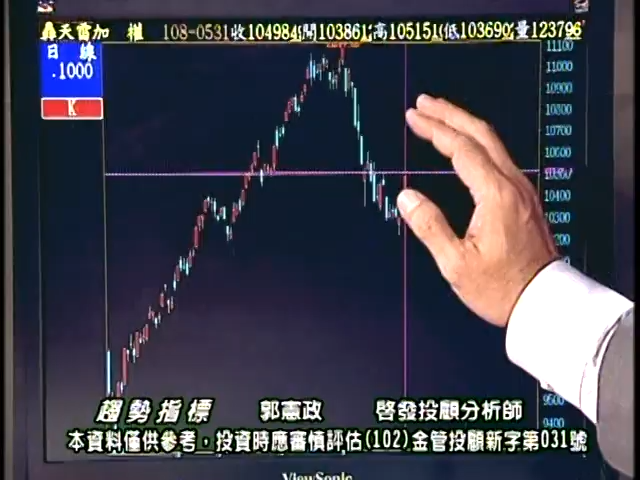 轟天雷加 權 108-0531收10498開10386高10515低10369量123796
日 線
.1000
K
11100
11000
10900
10800
10700
10600
10400
10300
9500
9400
趨勢指標 郭憲政 啓發投顧分析師
本資料僅供參考，投資時應審慎評估(102)金管投顧新字第031號
ViewSonic